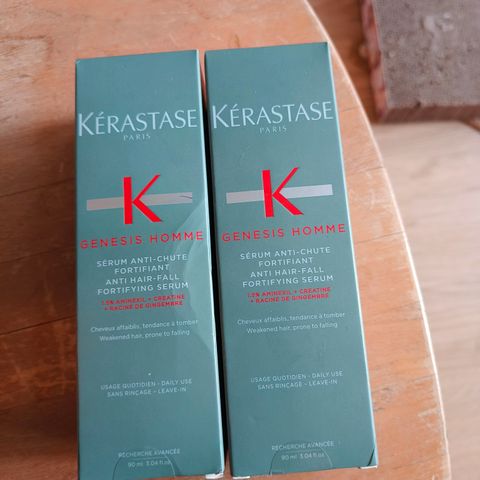 KÉRASTASE
PARIS
K
GENESIS HOMME
SÉRUM ANTI-CHUTE
FORTIFIANT
ANTI HAIR-FALL
FORTIFYING SERUM
1.5% AMINEXIL + CREATINE
+ RACINE DE GINGEMBRE
Cheveux affaiblis, tendance à tomber
Weakened hair, prone to falling
USAGE QUOTIDIEN - DAILY USE
SANS RINÇAGE - LEAVE-IN
RECHERCHE AVANCÉE
90 ml 3.04 fl.oz
KÉRASTASE
PARIS
K
GENESIS HOMME
SÉRUM ANTI-CHUTE
FORTIFIANT
ANTI HAIR-FALL
FORTIFYING SERUM
1.5% AMINEXIL + CREATINE
+ RACINE DE GINGEMBRE
Cheveux affaiblis, tendance à tomber
Weakened hair, prone to falling
USAGE QUOTIDIEN - DAILY USE
SANS RINÇAGE - LEAVE-IN
RECHERCHE AVANCÉE
90 ml 3.04 fl.oz